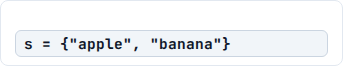 s = {"apple", "banana"}